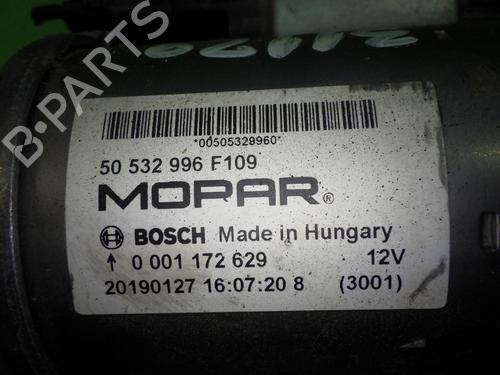 B-PARTS
*00505329960*
50 532 996 F109
MOPAR®
BOSCH Made in Hungary
↑ 0 001 172 629 12V
20190127 16:07:20 8 (3001)